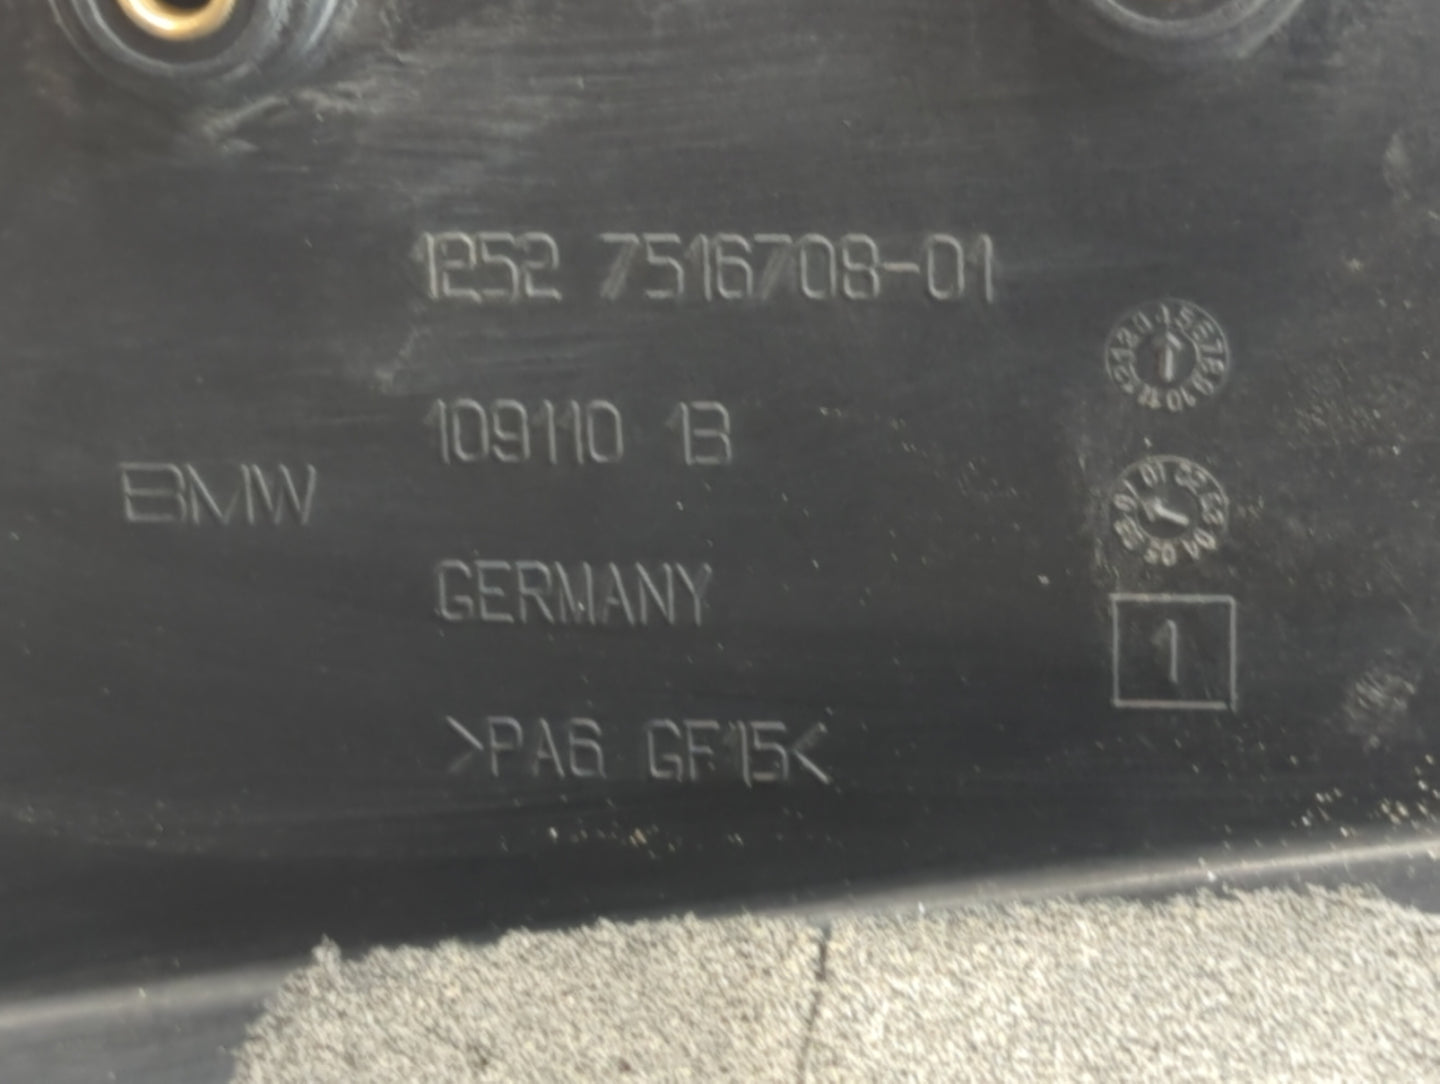 1252 7516708-01
109110 13
BMW
GERMANY
>PA6 GF15<
1